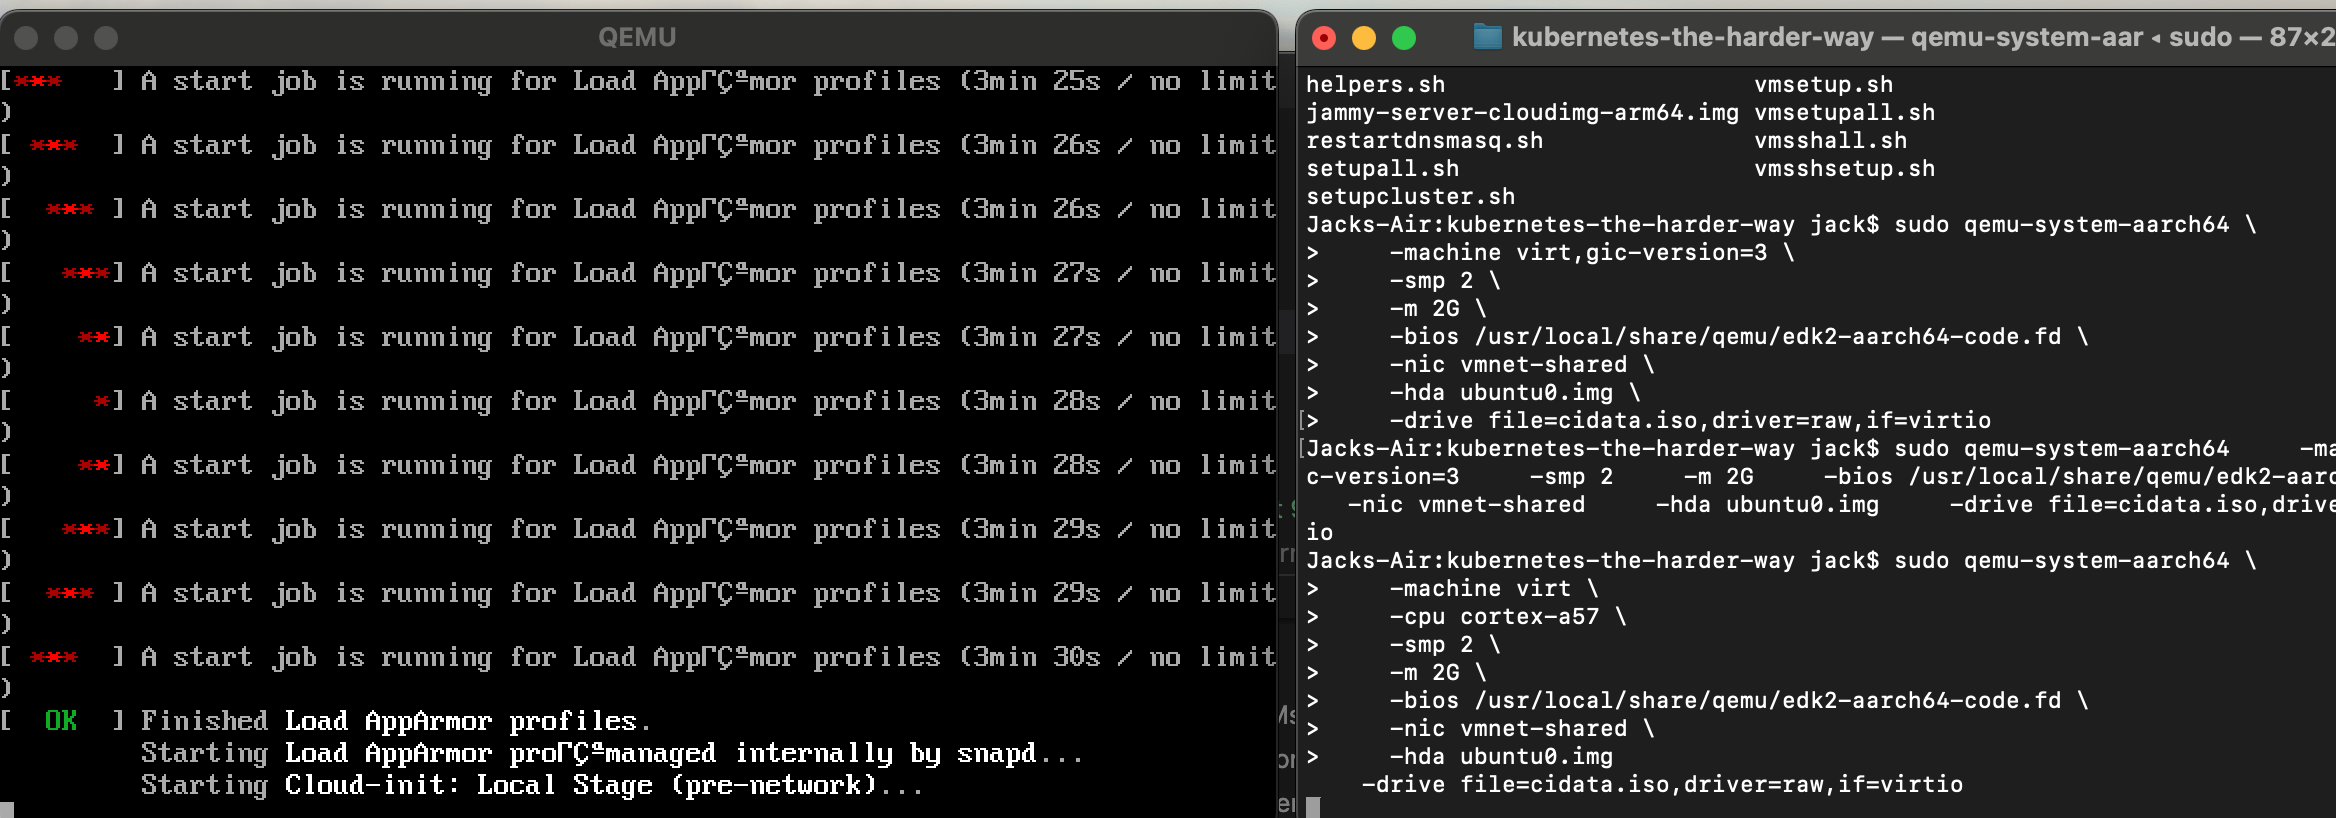 QEMU
[***   ] A start job is running for Load AppΓÇªmor profiles (3min 25s / no limit
)
[ ***  ] A start job is running for Load AppΓÇªmor profiles (3min 26s / no limit
)
[  *** ] A start job is running for Load AppΓÇªmor profiles (3min 26s / no limit
)
[   ***] A start job is running for Load AppΓÇªmor profiles (3min 27s / no limit
)
[    **] A start job is running for Load AppΓÇªmor profiles (3min 27s / no limit
)
[     *] A start job is running for Load AppΓÇªmor profiles (3min 28s / no limit
)
[    **] A start job is running for Load AppΓÇªmor profiles (3min 28s / no limit
)
[   ***] A start job is running for Load AppΓÇªmor profiles (3min 29s / no limit
)
[  *** ] A start job is running for Load AppΓÇªmor profiles (3min 29s / no limit
)
[ ***  ] A start job is running for Load AppΓÇªmor profiles (3min 30s / no limit
)
[  OK  ] Finished Load AppArmor profiles.
Starting Load AppArmor proΓÇªmanaged internally by snapd...
Starting Cloud-init: Local Stage (pre-network)...
kubernetes-the-harder-way — qemu-system-aar ◂ sudo — 87×2
helpers.sh vmsetup.sh
jammy-server-cloudimg-arm64.img vmsetupall.sh
restartdnsmasq.sh vmsshall.sh
setupall.sh vmsshsetup.sh
setupcluster.sh
Jacks-Air:kubernetes-the-harder-way jack$ sudo qemu-system-aarch64 \
>     -machine virt,gic-version=3 \
>     -smp 2 \
>     -m 2G \
>     -bios /usr/local/share/qemu/edk2-aarch64-code.fd \
>     -nic vmnet-shared \
>     -hda ubuntu0.img \
[>     -drive file=cidata.iso,driver=raw,if=virtio
[Jacks-Air:kubernetes-the-harder-way jack$ sudo qemu-system-aarch64     -ma
c-version=3     -smp 2     -m 2G     -bios /usr/local/share/qemu/edk2-aarc
-nic vmnet-shared     -hda ubuntu0.img     -drive file=cidata.iso,drive
io
Jacks-Air:kubernetes-the-harder-way jack$ sudo qemu-system-aarch64 \
>     -machine virt \
>     -cpu cortex-a57 \
>     -smp 2 \
>     -m 2G \
>     -bios /usr/local/share/qemu/edk2-aarch64-code.fd \
>     -nic vmnet-shared \
>     -hda ubuntu0.img
-drive file=cidata.iso,driver=raw,if=virtio